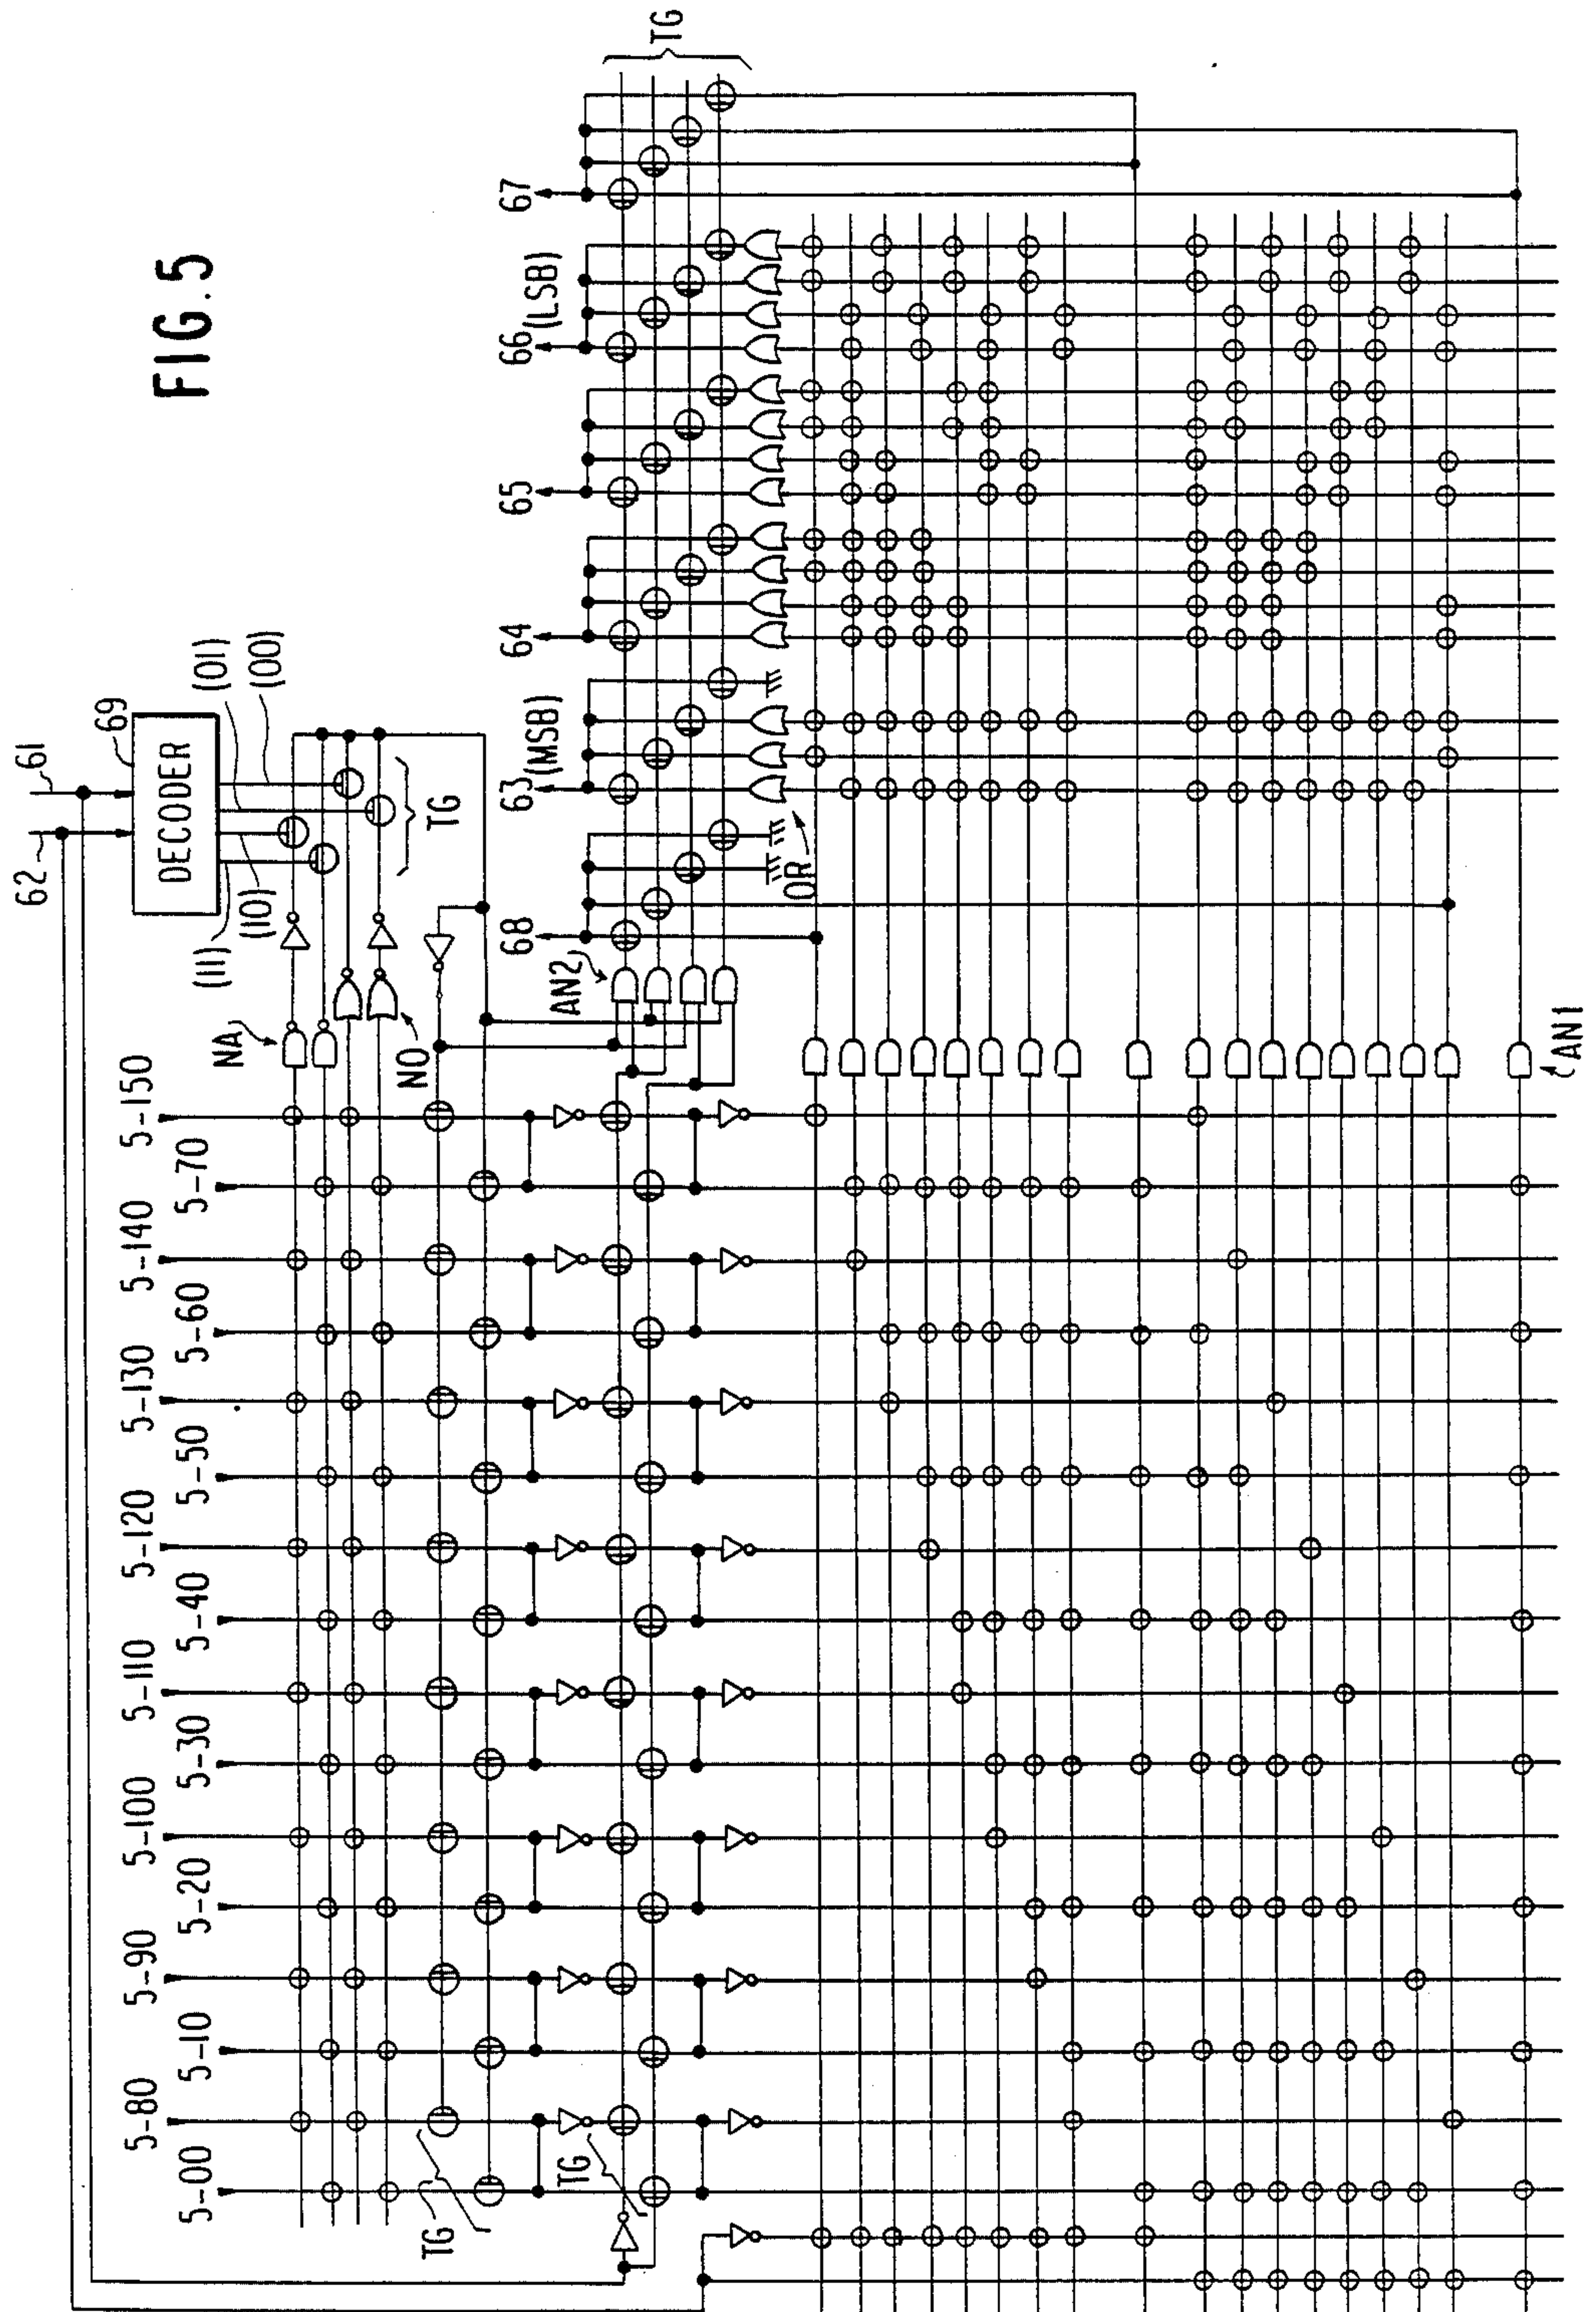 FIG. 5
62
61
69
DECODER
(11)
(10)
(01)
(00)
TG
NA
NO
5-00
5-80
5-10
5-90
5-20
5-100
5-30
5-110
5-40
5-120
5-50
5-130
5-60
5-140
5-70
5-150
TG
TG
AN2
68
63
(MSB)
64
65
66
(LSB)
67
TG
OR
AN1